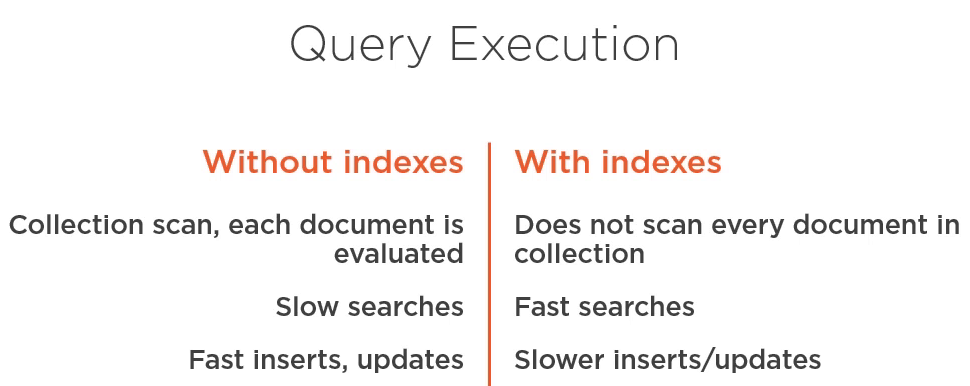 Query Execution
Without indexes
Collection scan, each document is
evaluated
Slow searches
Fast inserts, updates
With indexes
Does not scan every document in
collection
Fast searches
Slower inserts/updates